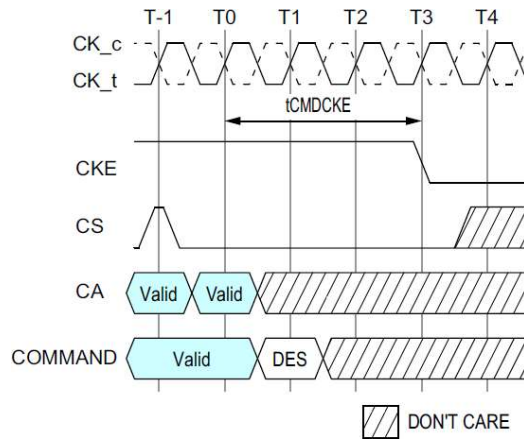 T-1 T0 T1 T2 T3 T4
CK_c
CK_t
tCMDCKE
CKE
CS
CA Valid Valid
COMMAND Valid DES
DON'T CARE